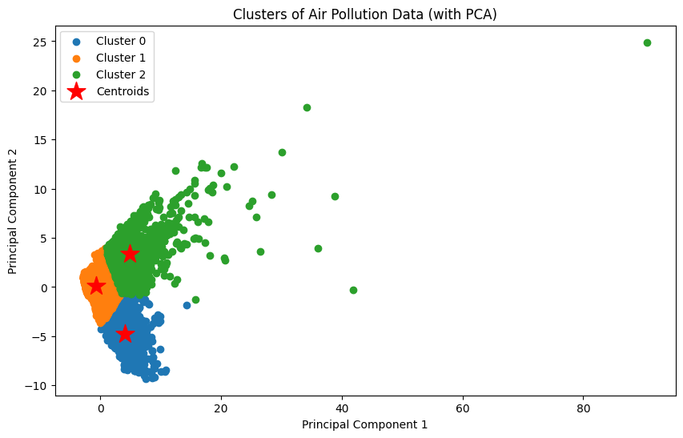 Clusters of Air Pollution Data (with PCA)
Cluster 0
Cluster 1
Cluster 2
Centroids
25
20
15
10
5
0
−5
−10
Principal Component 2
0
20
40
60
80
Principal Component 1